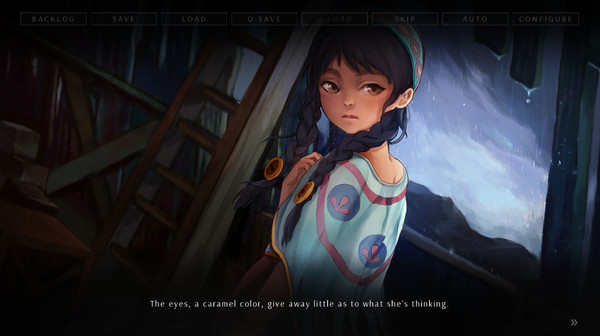 BACKLOG
SAVE
LOAD
Q.SAVE
Q.LOAD
SKIP
AUTO
CONFIGURE
The eyes, a caramel color, give away little as to what she's thinking.
»